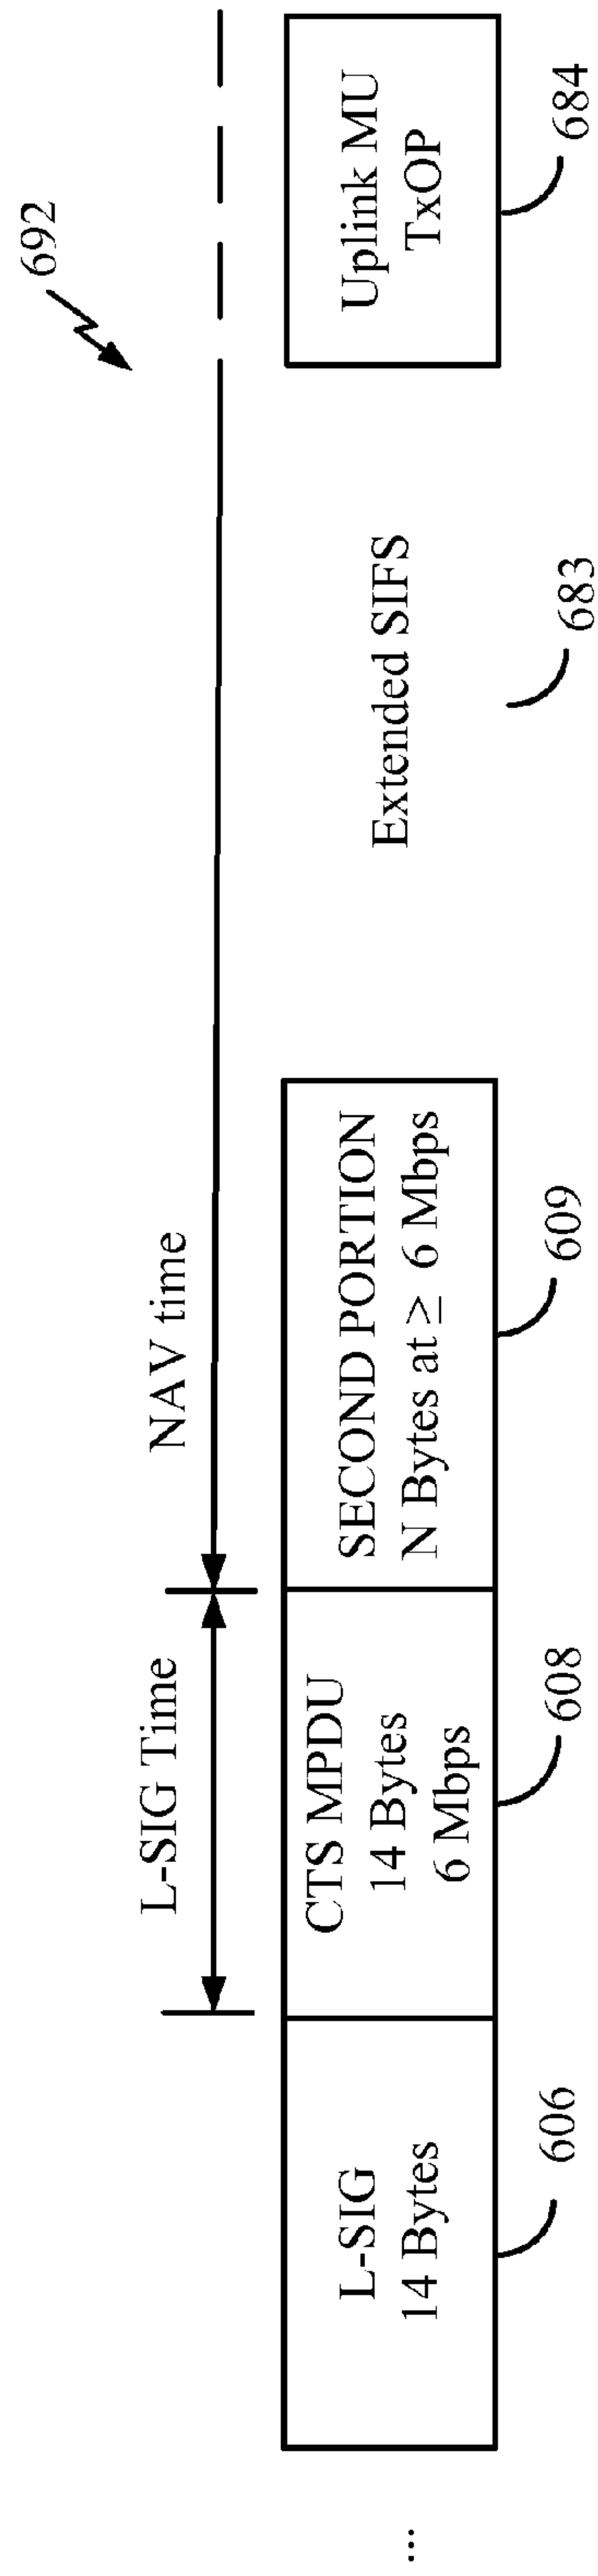 692
L-SIG Time
NAV time
...
L-SIG
14 Bytes
CTS MPDU
14 Bytes
6 Mbps
SECOND PORTION
N Bytes at ≥ 6 Mbps
Extended SIFS
Uplink MU
TxOP
606
608
609
683
684